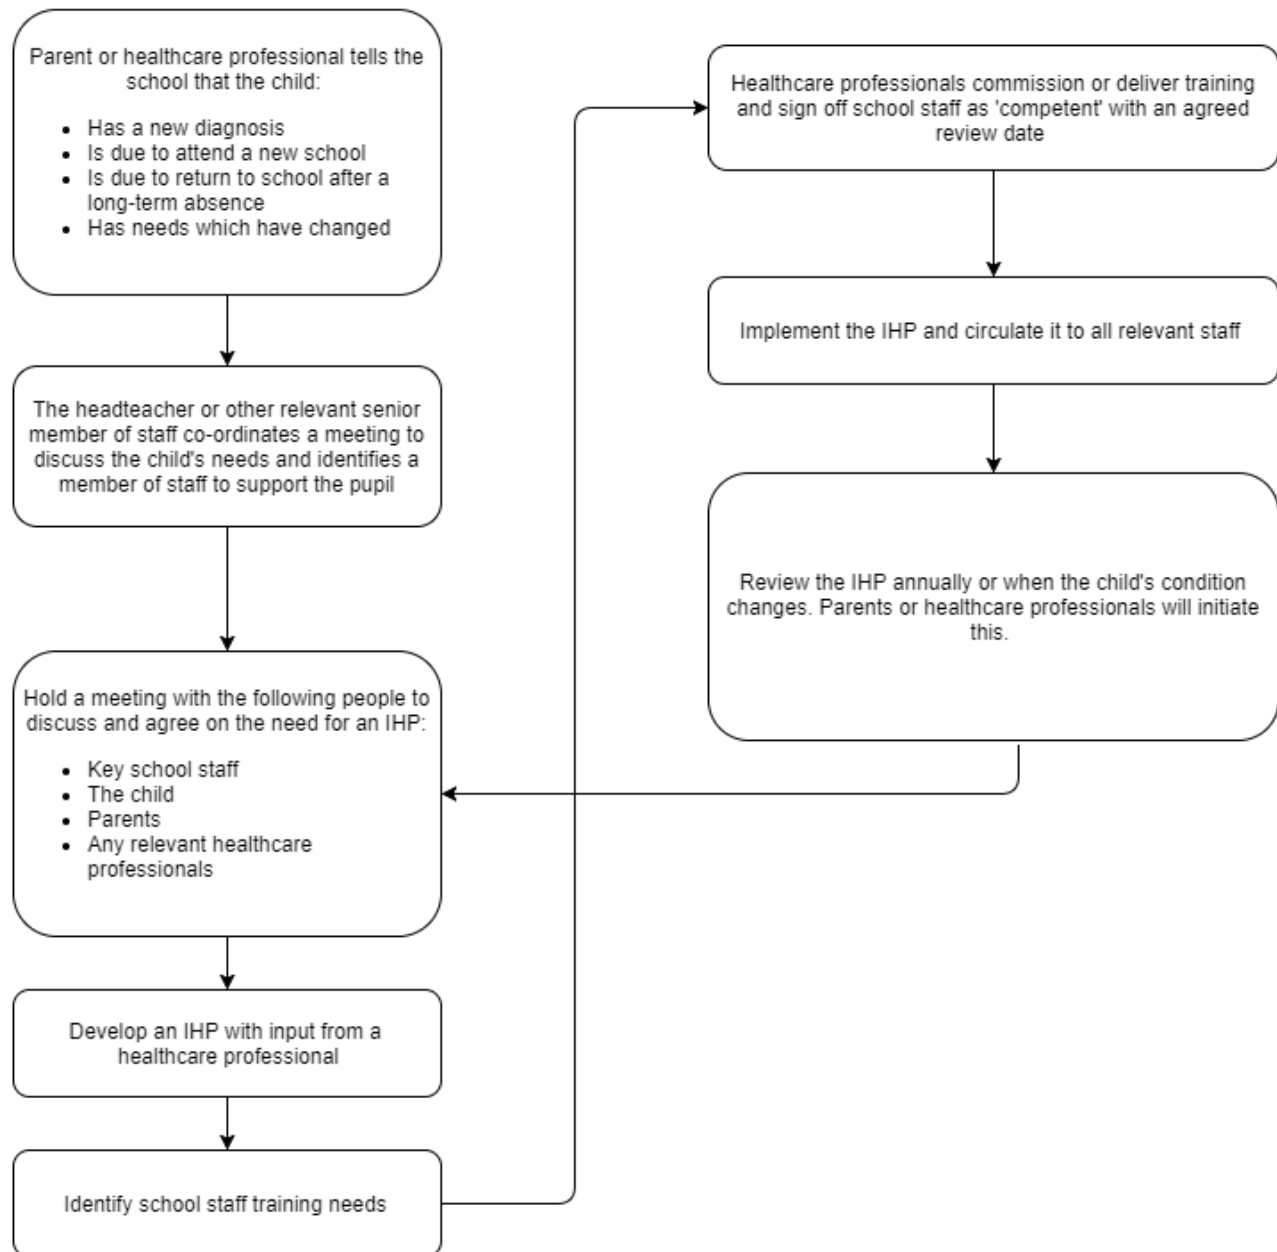 Parent or healthcare professional tells the
school that the child:
• Has a new diagnosis
• Is due to attend a new school
• Is due to return to school after a
long-term absence
• Has needs which have changed
The headteacher or other relevant senior
member of staff co-ordinates a meeting to
discuss the child's needs and identifies a
member of staff to support the pupil
Hold a meeting with the following people to
discuss and agree on the need for an IHP:
• Key school staff
• The child
• Parents
• Any relevant healthcare
professionals
Develop an IHP with input from a
healthcare professional
Identify school staff training needs
Healthcare professionals commission or deliver training
and sign off school staff as 'competent' with an agreed
review date
Implement the IHP and circulate it to all relevant staff
Review the IHP annually or when the child's condition
changes. Parents or healthcare professionals will initiate
this.